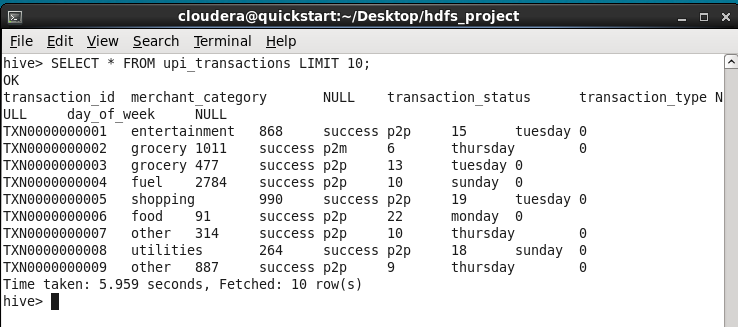 cloudera@quickstart:~/Desktop/hdfs_project
File Edit View Search Terminal Help
hive> SELECT * FROM upi_transactions LIMIT 10;
OK
transaction_id merchant_category NULL transaction_status transaction_type N
ULL day_of_week NULL
TXN0000000001 entertainment 868 success p2p 15 tuesday 0
TXN0000000002 grocery 1011 success p2m 6 thursday 0
TXN0000000003 grocery 477 success p2p 13 tuesday 0
TXN0000000004 fuel 2784 success p2p 10 sunday 0
TXN0000000005 shopping 990 success p2p 19 tuesday 0
TXN0000000006 food 91 success p2p 22 monday 0
TXN0000000007 other 314 success p2p 10 thursday 0
TXN0000000008 utilities 264 success p2p 18 sunday 0
TXN0000000009 other 887 success p2p 9 thursday 0
Time taken: 5.959 seconds, Fetched: 10 row(s)
hive>